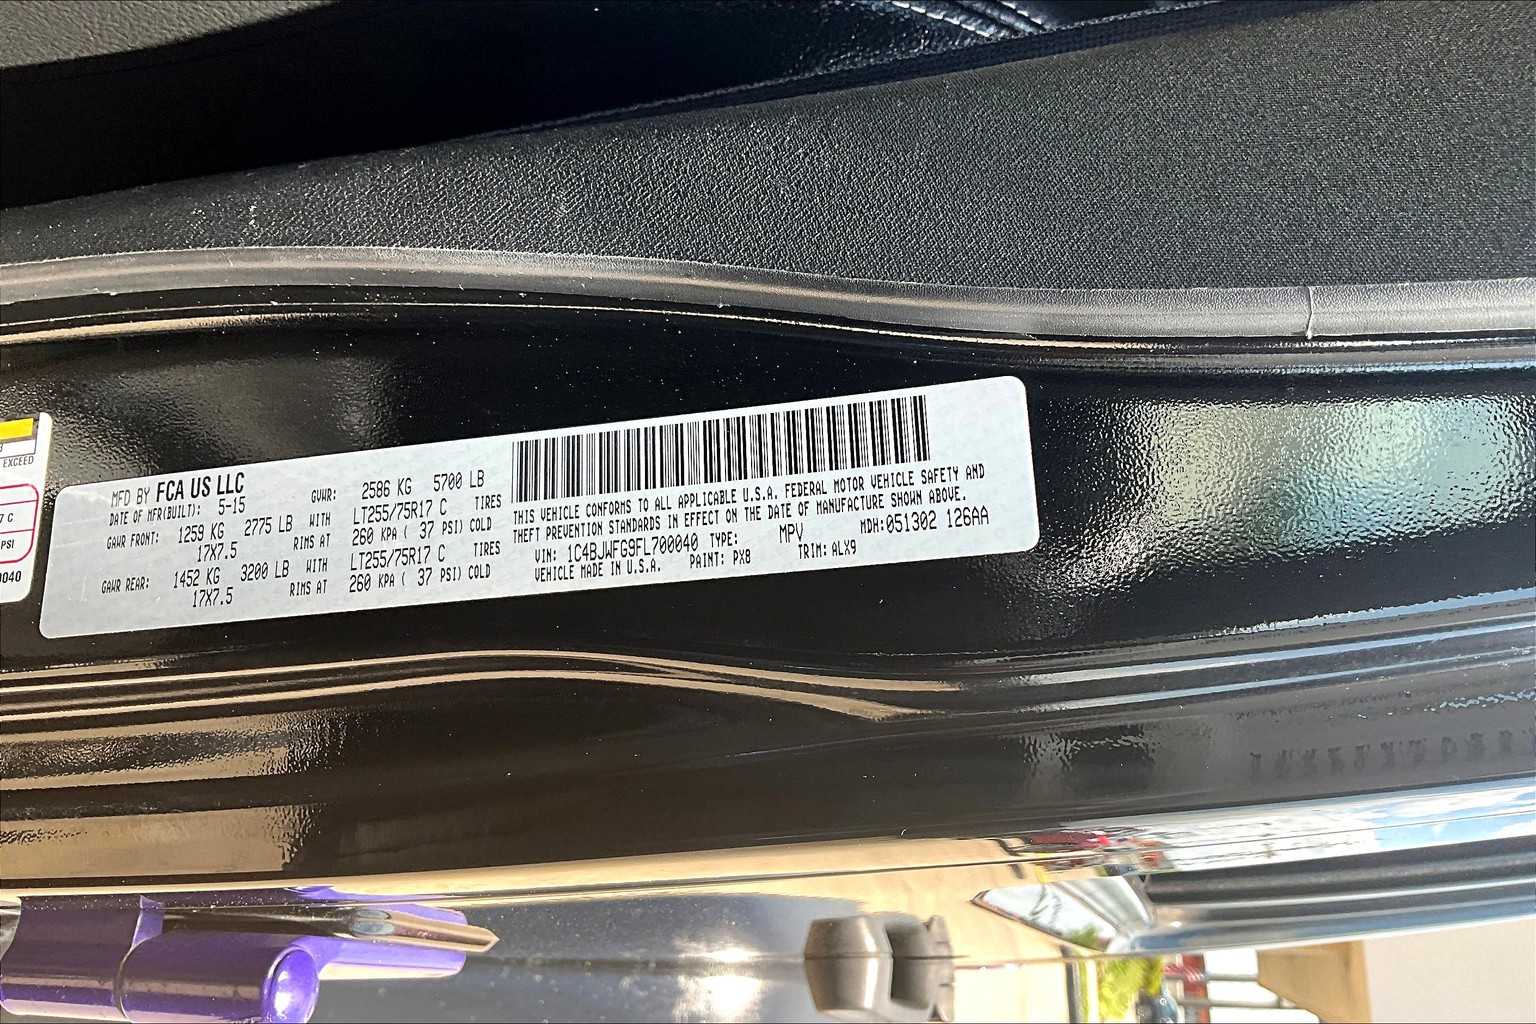 EXCEED
7 C
PSI
0040
MFD BY FCA US LLC
DATE OF MFR(BUILT): 5-15 GVWR: 2586 KG 5700 LB
GAWR FRONT: 1259 KG 2775 LB WITH LT255/75R17 C TIRES
17X7.5 RIMS AT 260 KPA ( 37 PSI) COLD
GAWR REAR: 1452 KG 3200 LB WITH LT255/75R17 C TIRES
17X7.5 RIMS AT 260 KPA ( 37 PSI) COLD
THIS VEHICLE CONFORMS TO ALL APPLICABLE U.S.A. FEDERAL MOTOR VEHICLE SAFETY AND
THEFT PREVENTION STANDARDS IN EFFECT ON THE DATE OF MANUFACTURE SHOWN ABOVE.
VIN: 1C4BJWFG9FL700040 TYPE: MPV MDH: 051302 126AA
VEHICLE MADE IN U.S.A. PAINT: PX8 TRIM: ALX9